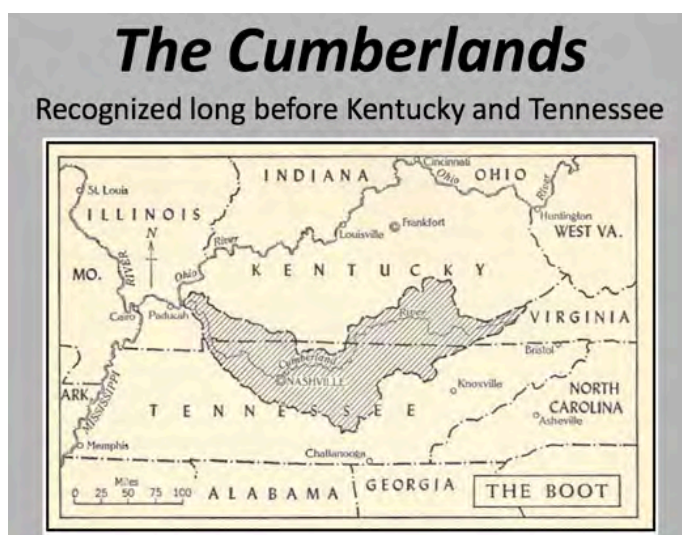 The Cumberlands
Recognized long before Kentucky and Tennessee
Cincinnati
INDIANA
Ohio
OHIO
River
St. Louis
ILLINOIS
N
Huntington
Frankfort
Louisville
WEST VA.
River
MO.
RIVER
Ohio
KENTUCKY
Cairo
Paducah
River
VIRGINIA
Cumberland
Bristol
NASHVILLE
Knoxville
ARK.
MISSISSIPPI
TENNESSEE
NORTH
CAROLINA
Asheville
Memphis
Chattanooga
Miles
0 25 50 75 100
ALABAMA
GEORGIA
THE BOOT